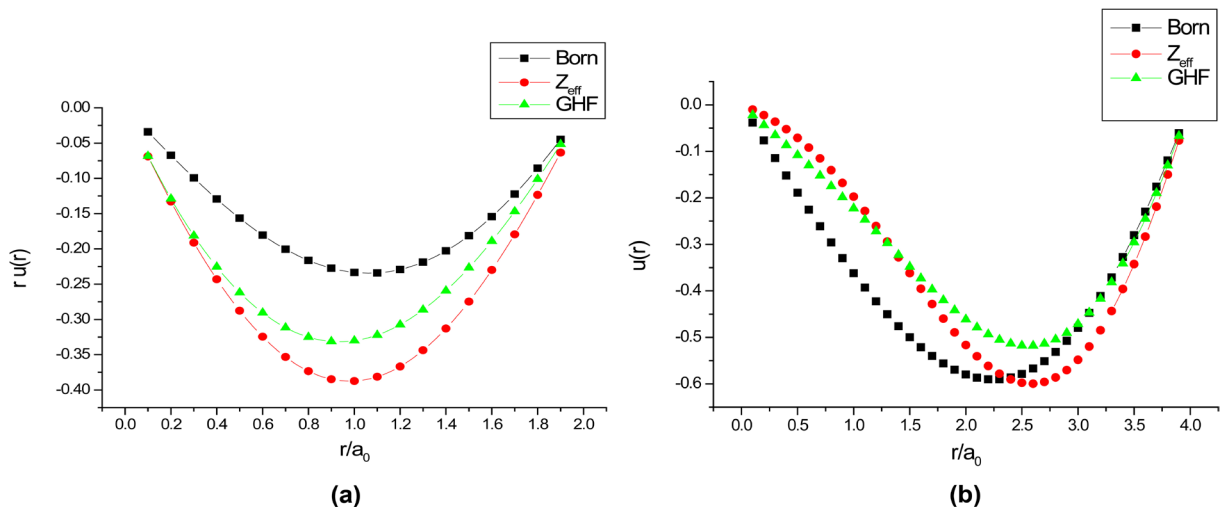 Born
Z_eff
GHF
0.00
-0.05
-0.10
-0.15
-0.20
-0.25
-0.30
-0.35
-0.40
r u(r)
0.0 0.2 0.4 0.6 0.8 1.0 1.2 1.4 1.6 1.8 2.0
r/a_0
(a)
Born
Z_eff
GHF
0.0
-0.1
-0.2
-0.3
-0.4
-0.5
-0.6
u(r)
0.0 0.5 1.0 1.5 2.0 2.5 3.0 3.5 4.0
r/a_0
(b)